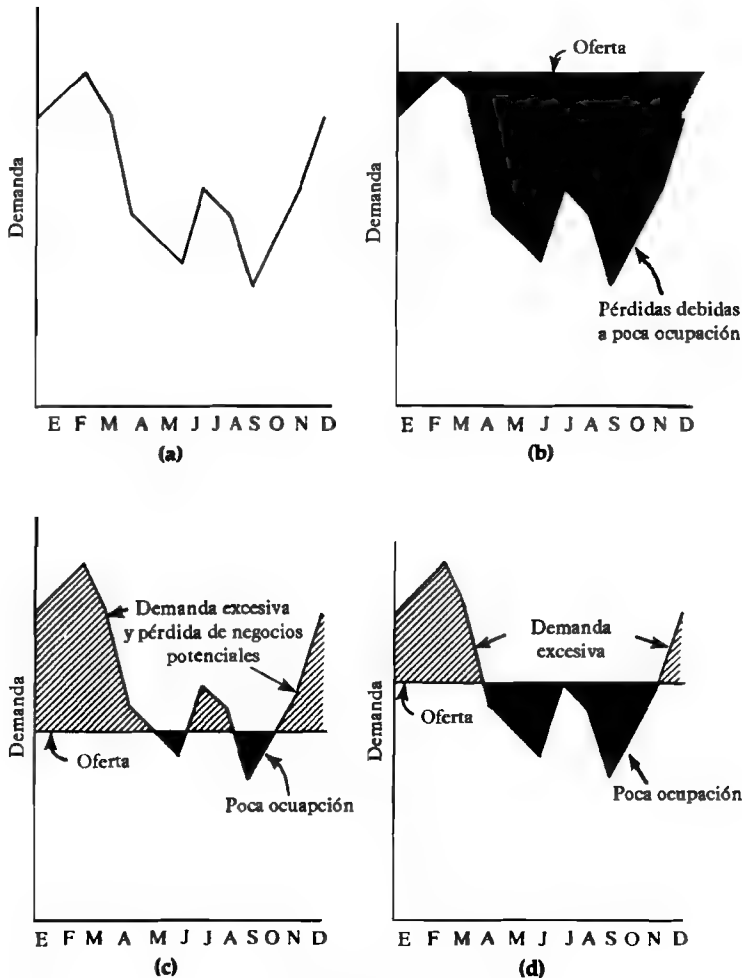 Demanda
E F M A M J J A S O N D
(a)
Oferta
Demanda
Pérdidas debidas
a poca ocupación
E F M A M J J A S O N D
(b)
Demanda excesiva
y pérdida de negocios
potenciales
Demanda
Oferta
Poca ocuapción
E F M A M J J A S O N D
(c)
Demanda
excesiva
Demanda
Oferta
Poca ocupación
E F M A M J J A S O N D
(d)